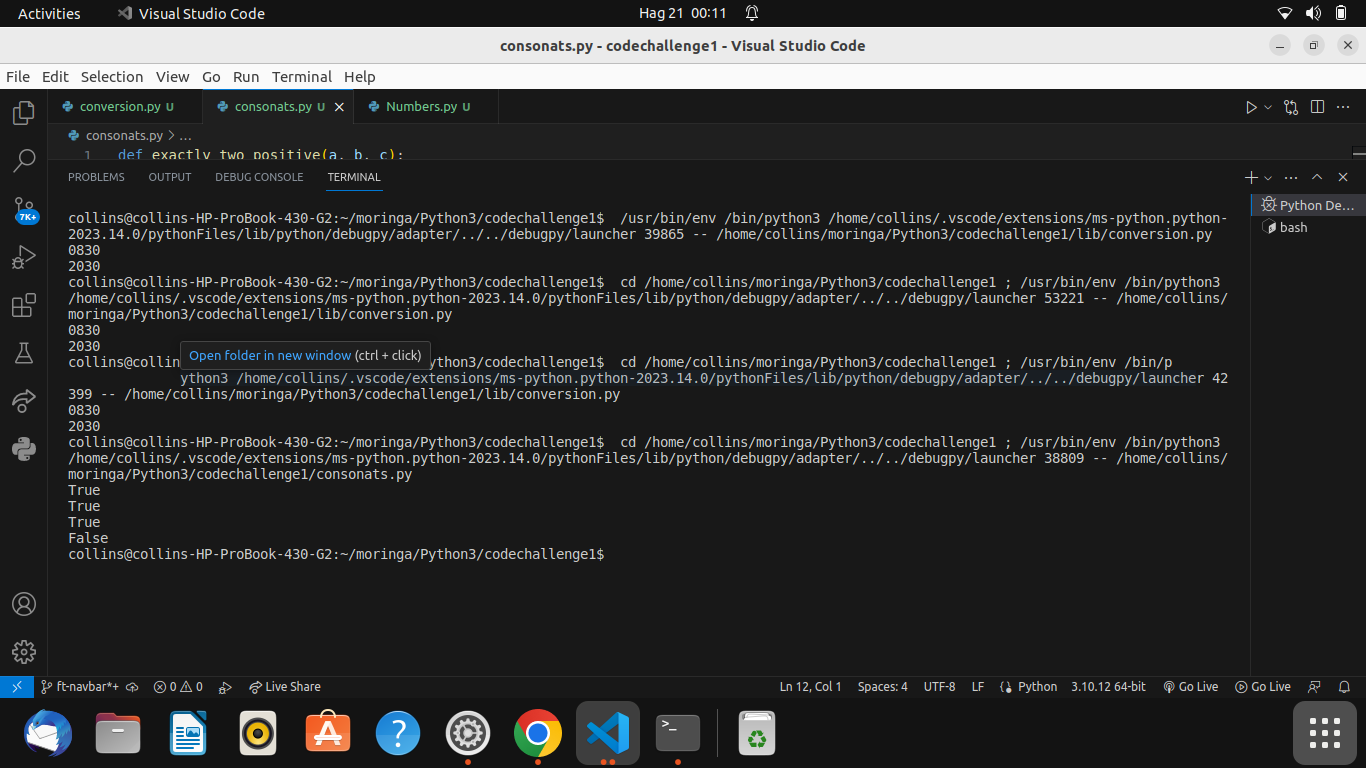 Activities
Visual Studio Code
Hag 21 00:11
consonats.py - codechallenge1 - Visual Studio Code
File Edit Selection View Go Run Terminal Help
conversion.py U
consonats.py U
Numbers.py U
consonats.py > ...
1 def exactly_two_positive(a, b, c):
PROBLEMS OUTPUT DEBUG CONSOLE TERMINAL
collins@collins-HP-ProBook-430-G2:~/moringa/Python3/codechallenge1$  /usr/bin/env /bin/python3 /home/collins/.vscode/extensions/ms-python.python-
2023.14.0/pythonFiles/lib/python/debugpy/adapter/../../debugpy/launcher 39865 -- /home/collins/moringa/Python3/codechallenge1/lib/conversion.py
0830
2030
collins@collins-HP-ProBook-430-G2:~/moringa/Python3/codechallenge1$  cd /home/collins/moringa/Python3/codechallenge1 ; /usr/bin/env /bin/python3
/home/collins/.vscode/extensions/ms-python.python-2023.14.0/pythonFiles/lib/python/debugpy/adapter/../../debugpy/launcher 53221 -- /home/collins/
moringa/Python3/codechallenge1/lib/conversion.py
0830
2030
Open folder in new window (ctrl + click)
collins@collin ython3/codechallenge1$  cd /home/collins/moringa/Python3/codechallenge1 ; /usr/bin/env /bin/p
ython3 /home/collins/.vscode/extensions/ms-python.python-2023.14.0/pythonFiles/lib/python/debugpy/adapter/../../debugpy/launcher 42
399 -- /home/collins/moringa/Python3/codechallenge1/lib/conversion.py
0830
2030
collins@collins-HP-ProBook-430-G2:~/moringa/Python3/codechallenge1$  cd /home/collins/moringa/Python3/codechallenge1 ; /usr/bin/env /bin/python3
/home/collins/.vscode/extensions/ms-python.python-2023.14.0/pythonFiles/lib/python/debugpy/adapter/../../debugpy/launcher 38809 -- /home/collins/
moringa/Python3/codechallenge1/consonats.py
True
True
True
False
collins@collins-HP-ProBook-430-G2:~/moringa/Python3/codechallenge1$
Python De...
bash
7K+
ft-navbar*+
0 0
Live Share
Ln 12, Col 1
Spaces: 4
UTF-8
LF
Python
3.10.12 64-bit
Go Live
Go Live